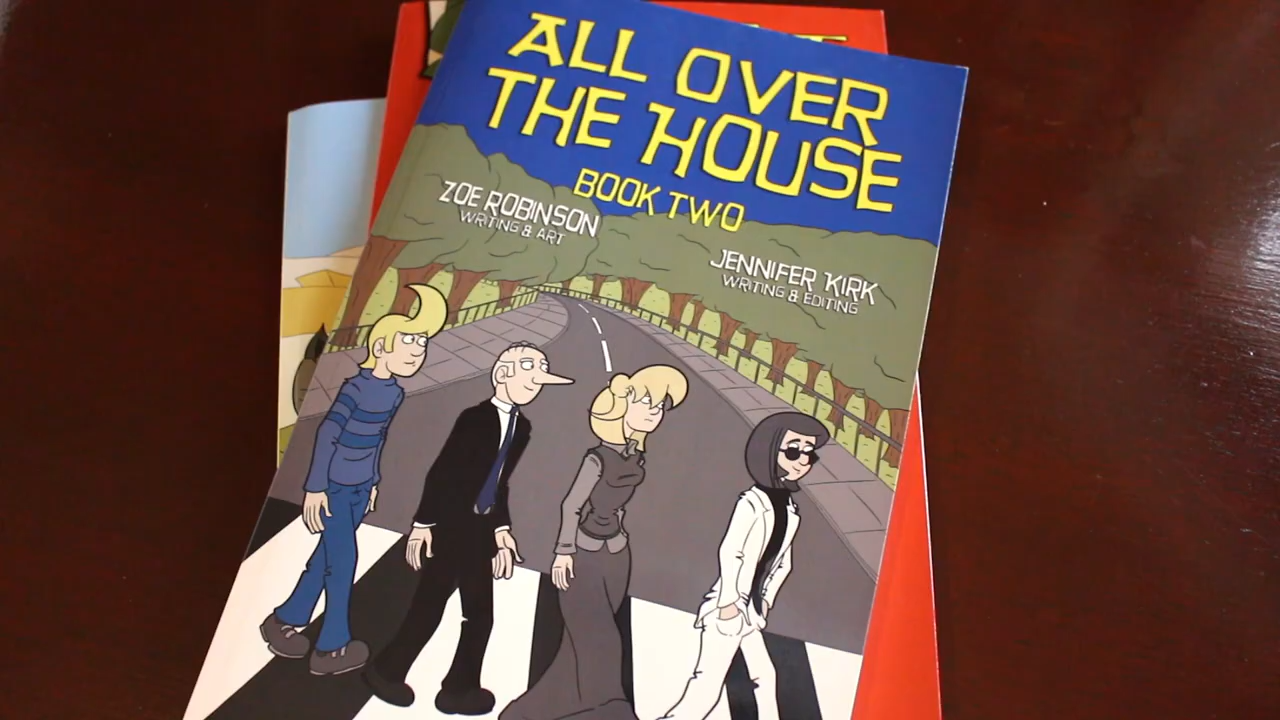 ALL OVER
THE HOUSE
BOOK TWO
ZOE ROBINSON
WRITING & ART
JENNIFER KIRK
WRITING & EDITING